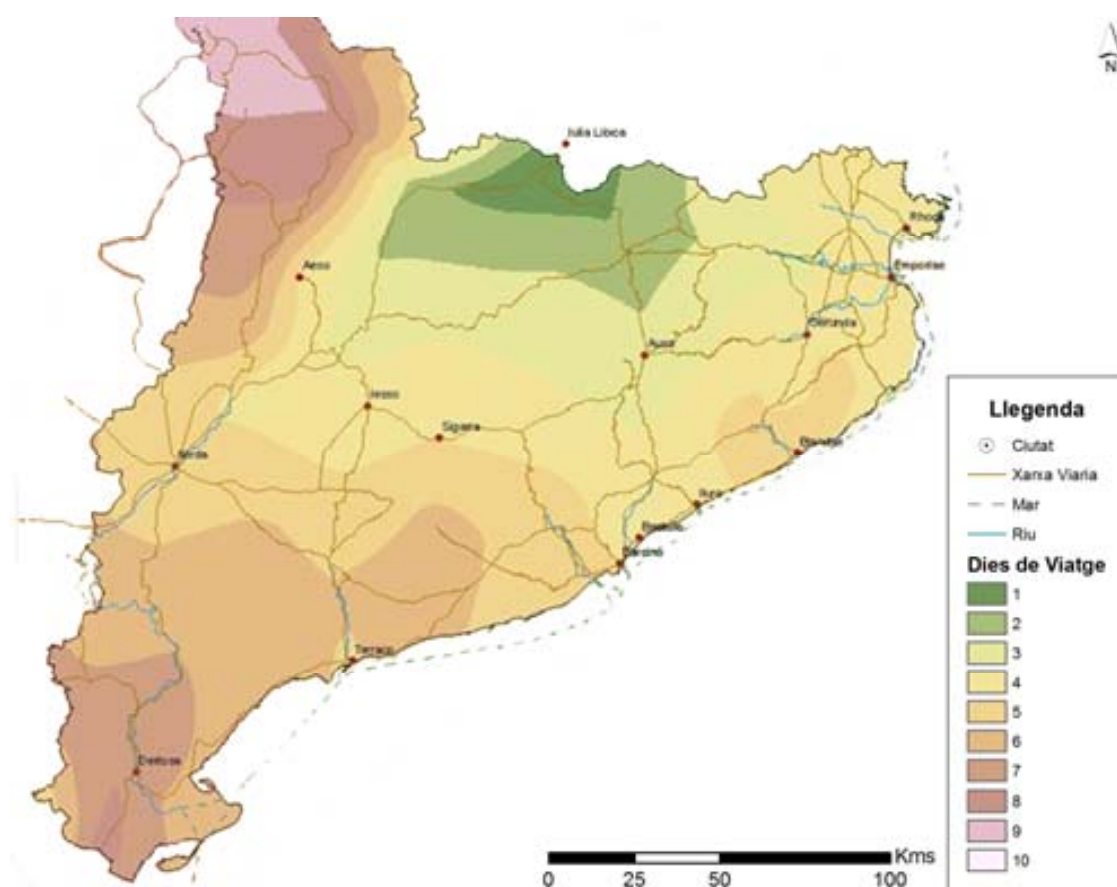 N
Iulia Libica
Rhode
Aeso
Emporiae
Gerunda
Ausa
Iesso
Sigarra
Ilerda
Blandae
Iluro
Baetulo
Barcino
Tarraco
Dertosa
Llegenda
Ciutat
Xarxa Viaria
Mar
Riu
Dies de Viatge
1
2
3
4
5
6
7
8
9
10
Kms
0 25 50 100